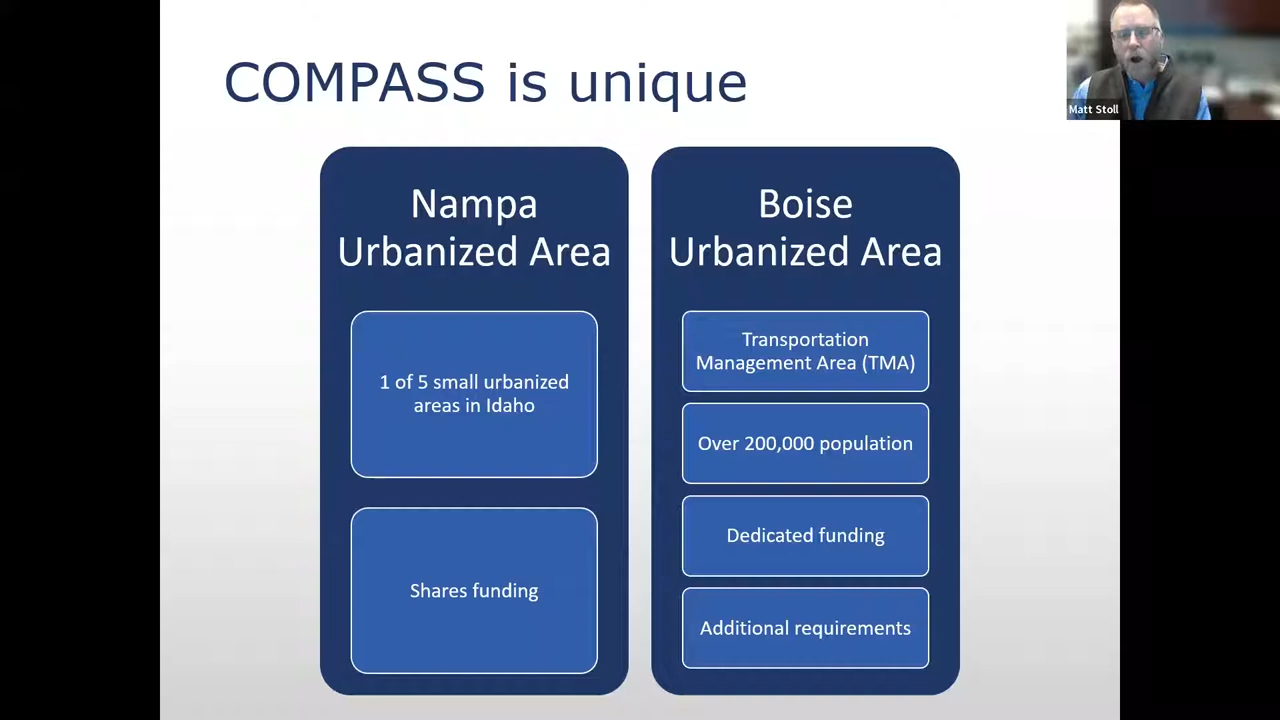 COMPASS is unique
Matt Stoll
Nampa
Urbanized Area
1 of 5 small urbanized
areas in Idaho
Shares funding
Boise
Urbanized Area
Transportation
Management Area (TMA)
Over 200,000 population
Dedicated funding
Additional requirements